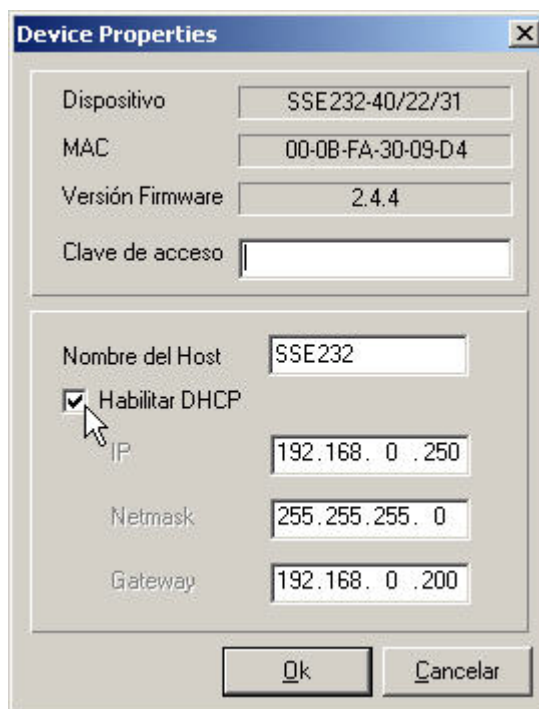 Device Properties
Dispositivo SSE232-40/22/31
MAC 00-0B-FA-30-09-D4
Versión Firmware 2.4.4
Clave de acceso
Nombre del Host SSE232
Habilitar DHCP
IP 192.168. 0 .250
Netmask 255.255.255. 0
Gateway 192.168. 0 .200
Ok Cancelar